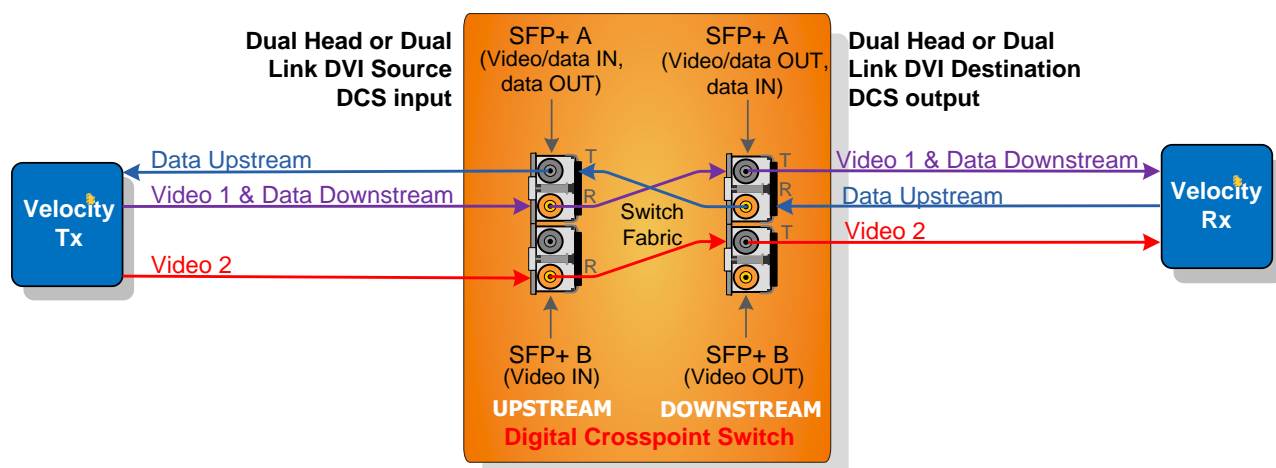 Dual Head or Dual
Link DVI Source
DCS input
SFP+ A
(Video/data IN,
data OUT)
SFP+ A
(Video/data OUT,
data IN)
Dual Head or Dual
Link DVI Destination
DCS output
Velocity
Tx
Data Upstream
Video 1 & Data Downstream
Video 2
T
R
R
Switch
Fabric
T
R
T
Video 1 & Data Downstream
Data Upstream
Video 2
Velocity
Rx
SFP+ B
(Video IN)
SFP+ B
(Video OUT)
UPSTREAM
DOWNSTREAM
Digital Crosspoint Switch